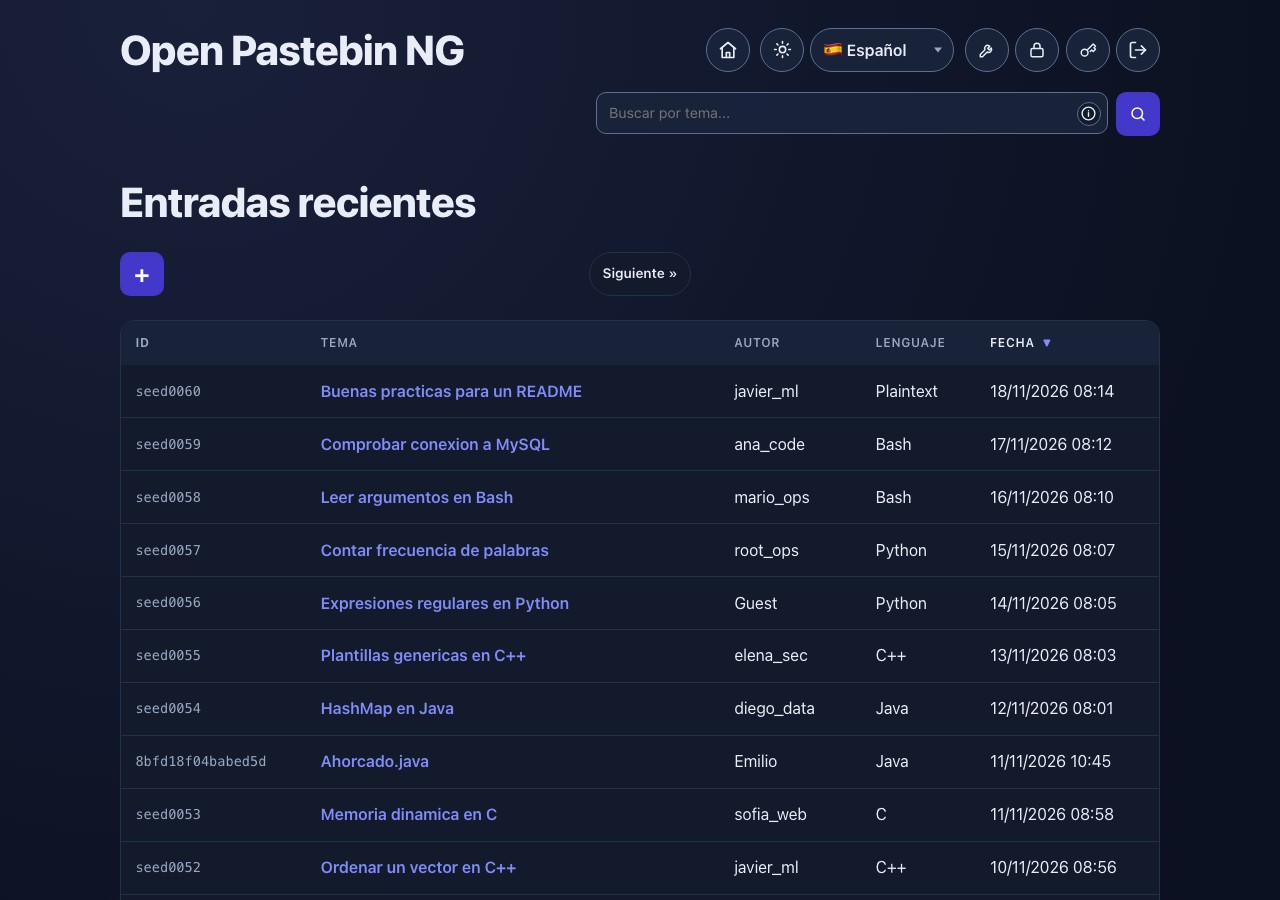 Open Pastebin NG
Español
Buscar por tema...
Entradas recientes
+
Siguiente »
ID TEMA AUTOR LENGUAJE FECHA ▼
seed0060 Buenas practicas para un README javier_ml Plaintext 18/11/2026 08:14
seed0059 Comprobar conexion a MySQL ana_code Bash 17/11/2026 08:12
seed0058 Leer argumentos en Bash mario_ops Bash 16/11/2026 08:10
seed0057 Contar frecuencia de palabras root_ops Python 15/11/2026 08:07
seed0056 Expresiones regulares en Python Guest Python 14/11/2026 08:05
seed0055 Plantillas genericas en C++ elena_sec C++ 13/11/2026 08:03
seed0054 HashMap en Java diego_data Java 12/11/2026 08:01
8bfd18f04babed5d Ahorcado.java Emilio Java 11/11/2026 10:45
seed0053 Memoria dinamica en C sofia_web C 11/11/2026 08:58
seed0052 Ordenar un vector en C++ javier_ml C++ 10/11/2026 08:56